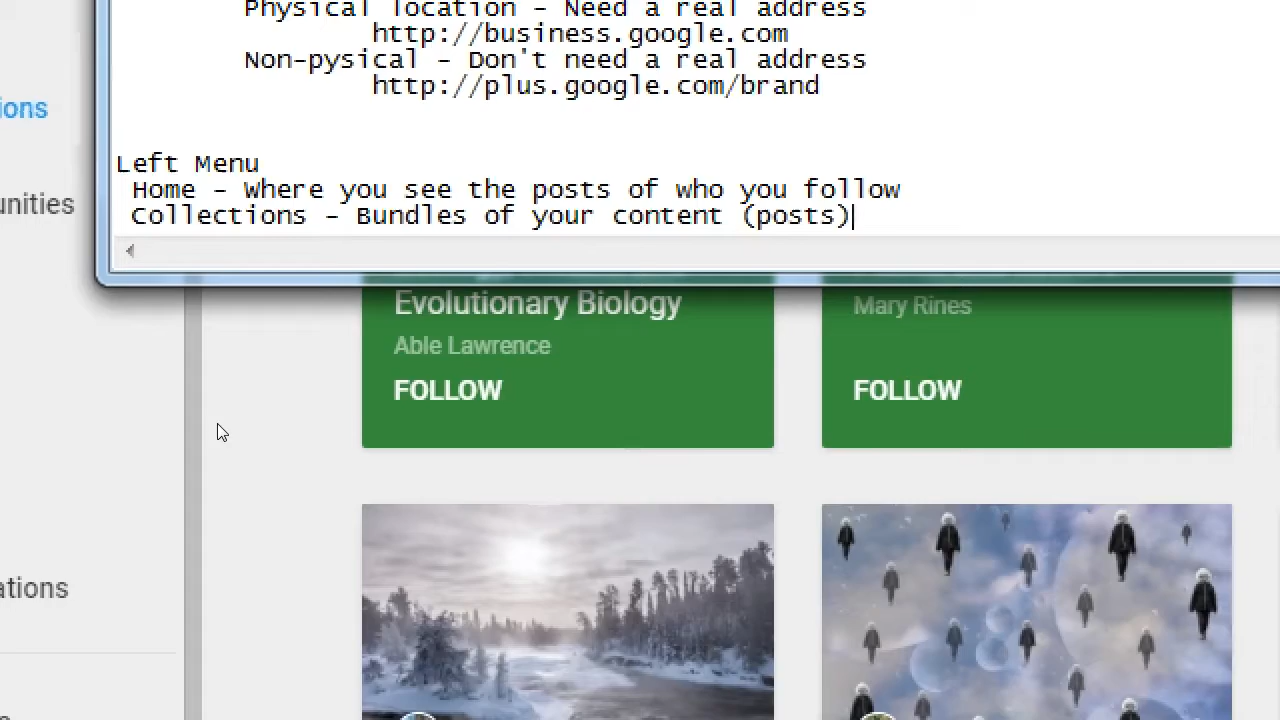 Physical location - Need a real address
http://business.google.com
Non-pysical - Don't need a real address
http://plus.google.com/brand
Left Menu
Home - Where you see the posts of who you follow
Collections - Bundles of your content (posts)
ions
unities
ations
Evolutionary Biology
Able Lawrence
FOLLOW
Mary Rines
FOLLOW